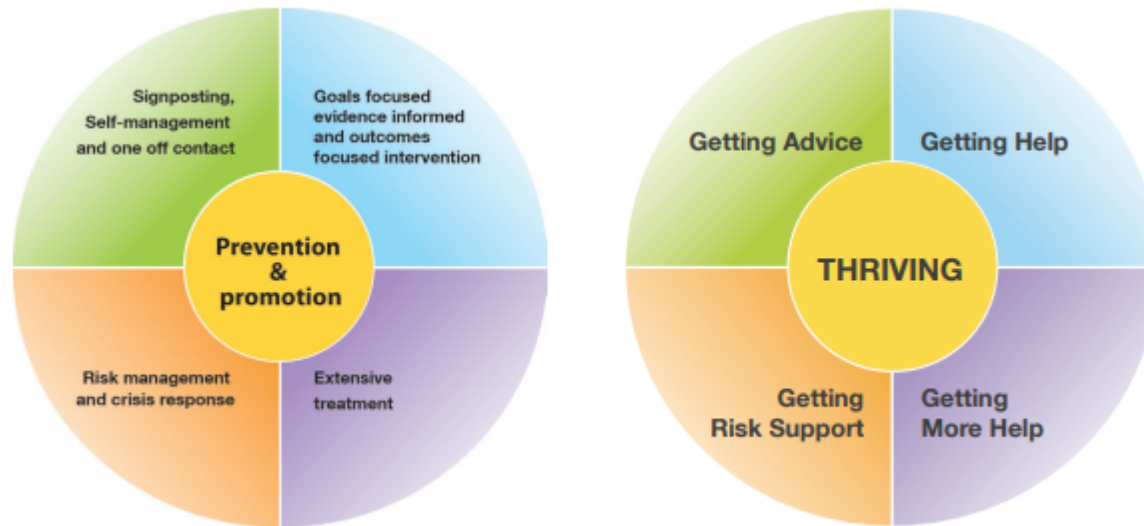 Signposting,
Self-management
and one off contact
Goals focused
evidence informed
and outcomes
focused intervention
Prevention
&
promotion
Risk management
and crisis response
Extensive
treatment
Getting Advice
Getting Help
THRIVING
Getting
Risk Support
Getting
More Help